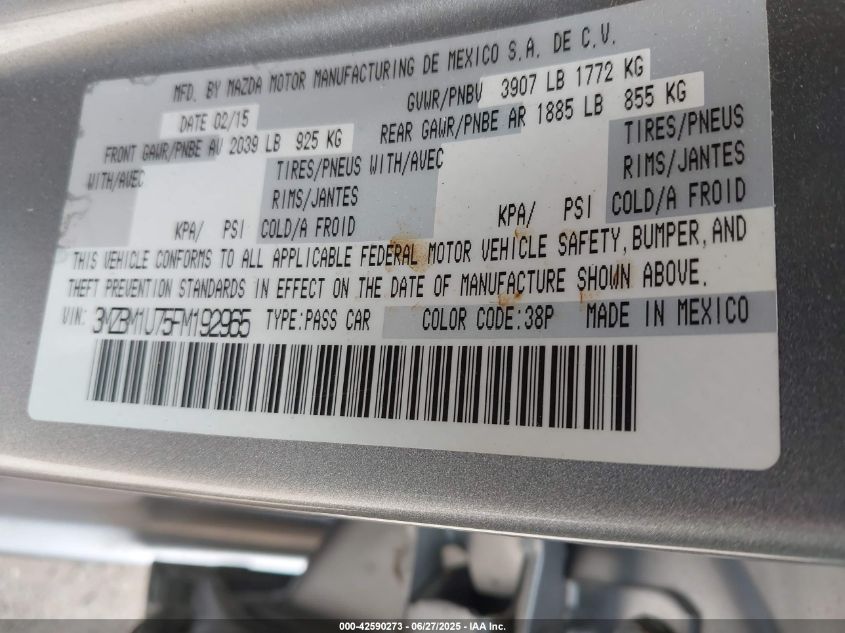 MFD. BY MAZDA MOTOR MANUFACTURING DE MEXICO S.A. DE C.V.
DATE 02/15 GVWR/PNBV 3907 LB 1772 KG
FRONT GAWR/PNBE AV 2039 LB 925 KG REAR GAWR/PNBE AR 1885 LB 855 KG
WITH/AVEC TIRES/PNEUS WITH/AVEC TIRES/PNEUS
RIMS/JANTES RIMS/JANTES
KPA/ PSI COLD/A FROID KPA/ PSI COLD/A FROID
THIS VEHICLE CONFORMS TO ALL APPLICABLE FEDERAL MOTOR VEHICLE SAFETY, BUMPER, AND
THEFT PREVENTION STANDARDS IN EFFECT ON THE DATE OF MANUFACTURE SHOWN ABOVE.
VIN: 3MZBM1U75FM192965 TYPE:PASS CAR COLOR CODE:38P MADE IN MEXICO
000-42590273 - 06/27/2025 - IAA Inc.